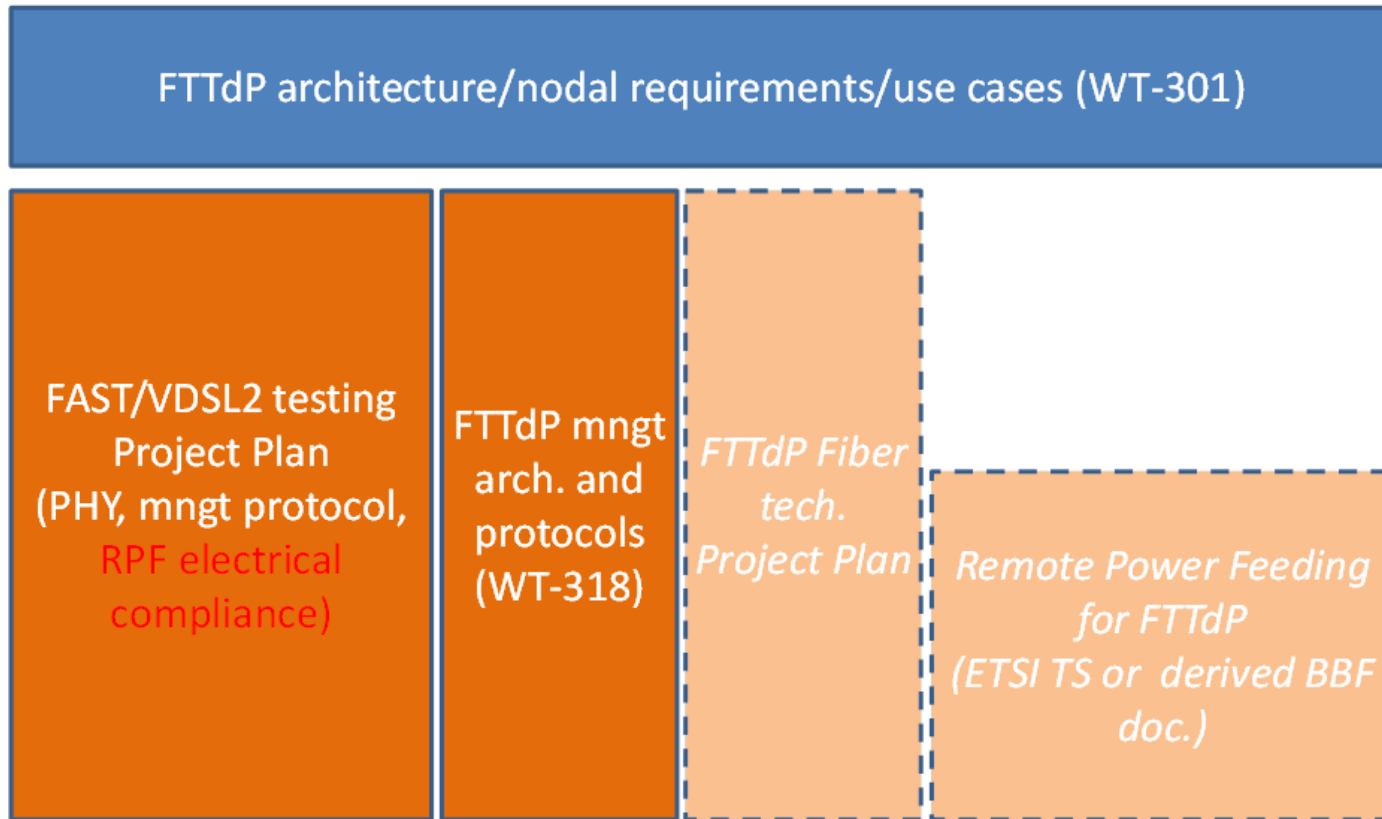 FTTdP architecture/nodal requirements/use cases (WT-301)
FAST/VDSL2 testing
Project Plan
(PHY, mngt protocol,
RPF electrical
compliance)
FTTdP mngt
arch. and
protocols
(WT-318)
FTTdP Fiber
tech.
Project Plan
Remote Power Feeding
for FTTdP
(ETSI TS or derived BBF
doc.)